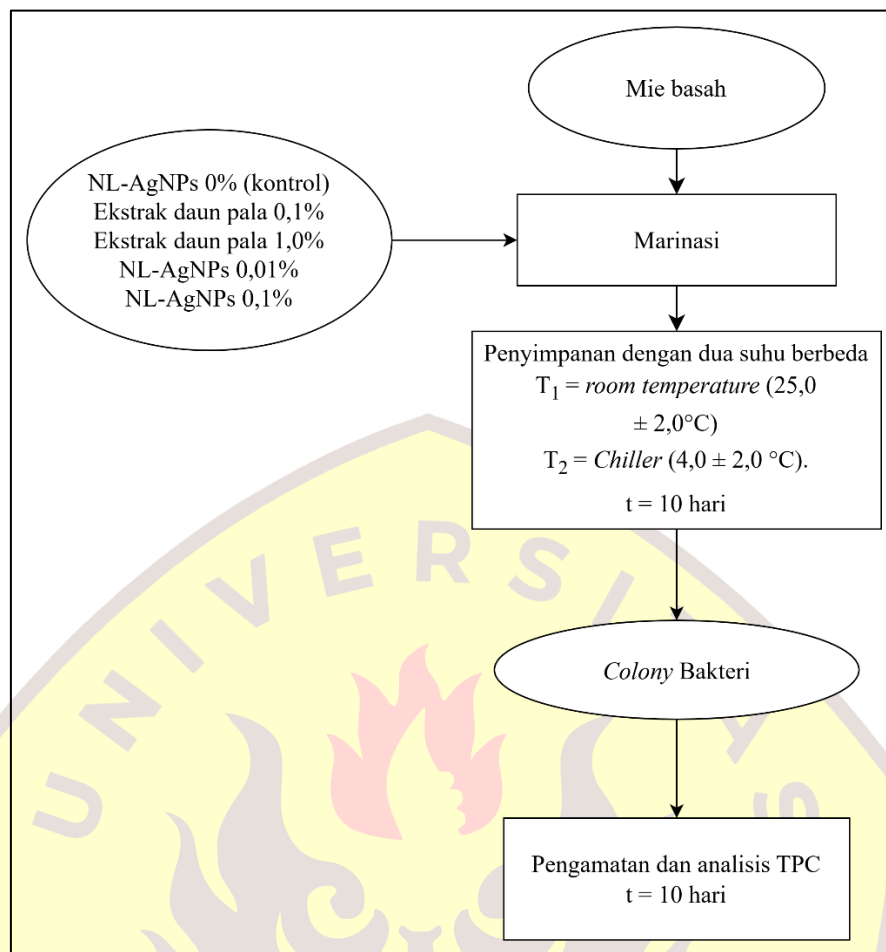 Mie basah
NL-AgNPs 0% (kontrol)
Ekstrak daun pala 0,1%
Ekstrak daun pala 1,0%
NL-AgNPs 0,01%
NL-AgNPs 0,1%
Marinasi
Penyimpanan dengan dua suhu berbeda
T₁ = room temperature (25,0
± 2,0°C)
T₂ = Chiller (4,0 ± 2,0 °C).
t = 10 hari
Colony Bakteri
Pengamatan dan analisis TPC
t = 10 hari
UNIVERSITAS